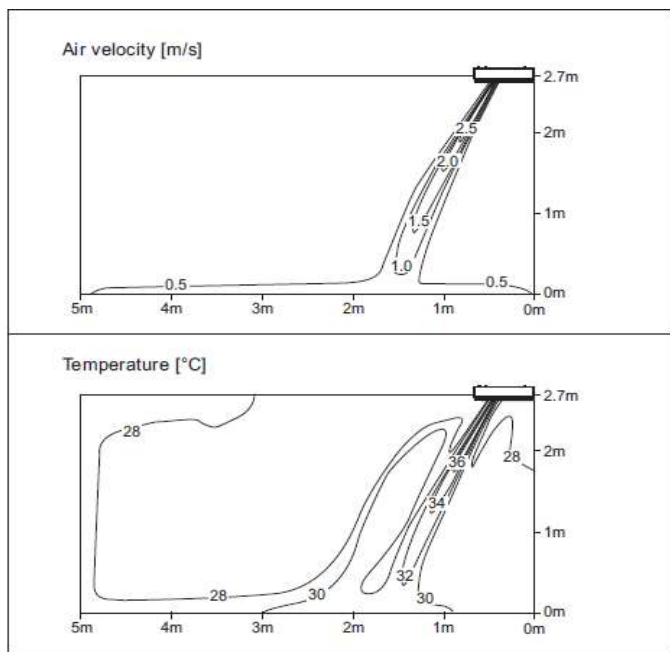 Air velocity [m/s]
2.7m
2.5
2m
2.0
1.5
1m
1.0
0.5
0.5
0m
5m 4m 3m 2m 1m 0m
Temperature [°C]
2.7m
28
36
28
2m
34
1m
32
28
30
30
0m
5m 4m 3m 2m 1m 0m